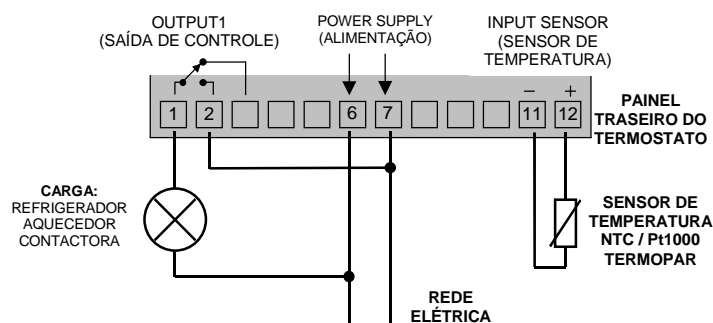 OUTPUT1
(SAÍDA DE CONTROLE)
POWER SUPPLY
(ALIMENTAÇÃO)
INPUT SENSOR
(SENSOR DE
TEMPERATURA)
– +
1 2 6 7 11 12
PAINEL
TRASEIRO DO
TERMOSTATO
CARGA:
REFRIGERADOR
AQUECEDOR
CONTACTORA
SENSOR DE
TEMPERATURA
NTC / Pt1000
TERMOPAR
REDE
ELÉTRICA